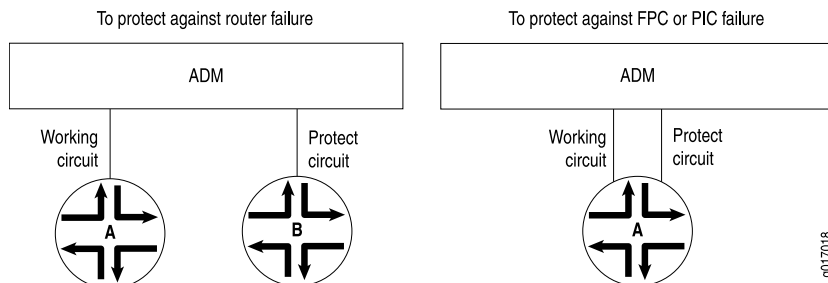 To protect against router failure
ADM
Working
circuit
Protect
circuit
A
B
To protect against FPC or PIC failure
ADM
Working
circuit
Protect
circuit
A
g017018